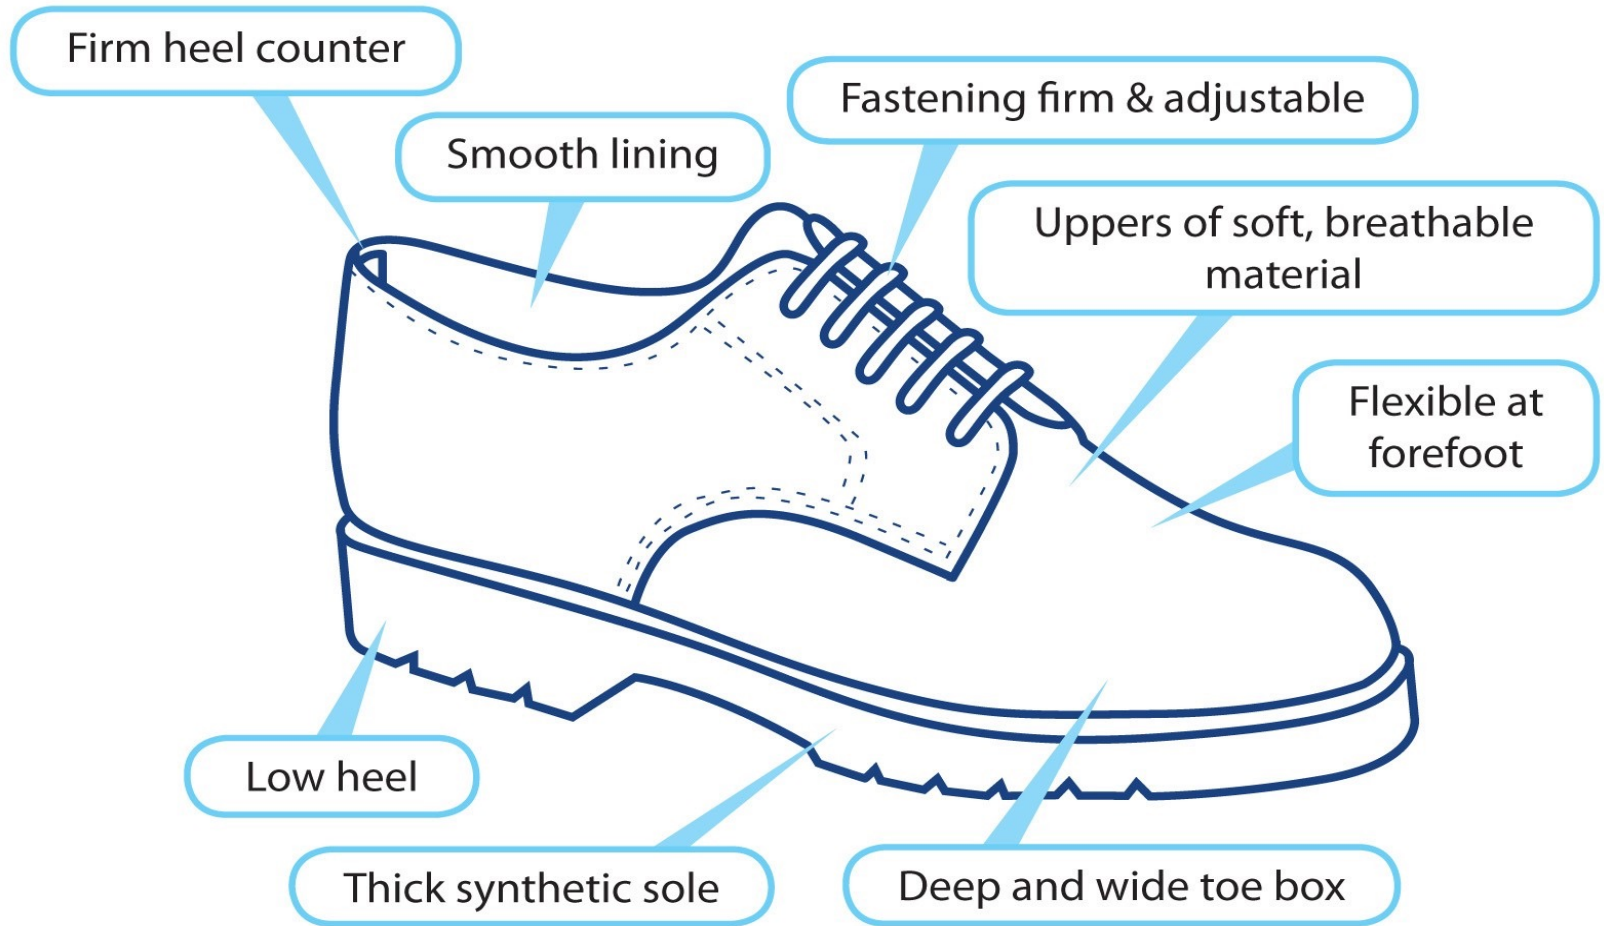 Firm heel counter
Fastening firm & adjustable
Smooth lining
Uppers of soft, breathable
material
Flexible at
forefoot
Low heel
Thick synthetic sole
Deep and wide toe box